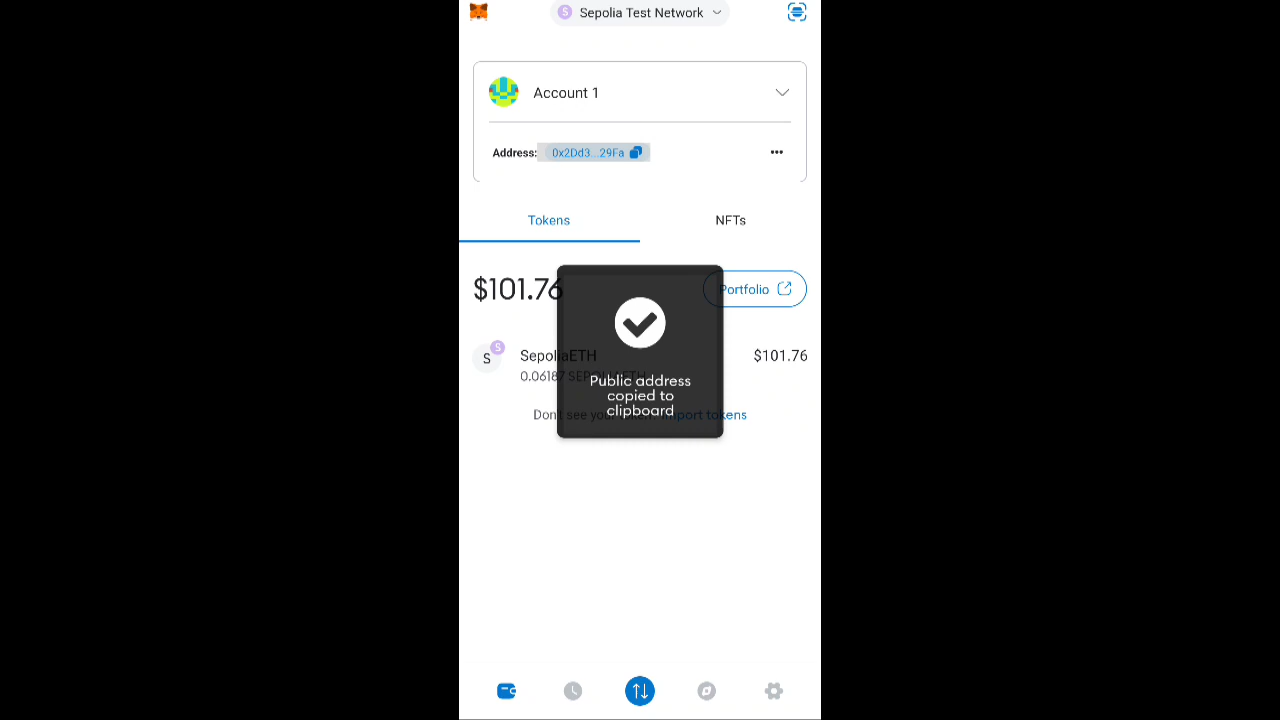 S Sepolia Test Network
Account 1
Address: 0x2Dd3...29Fa
Tokens NFTs
$101.76 Portfolio
S
S SepoliaETH $101.76
0.06187 SEPOLIAETH
Public address
copied to
clipboard
Don't see your token? Import tokens